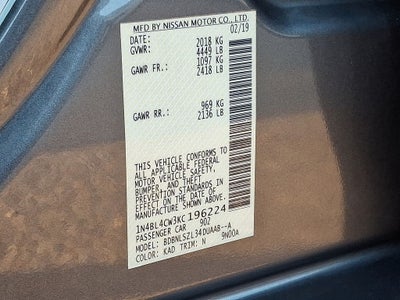 MFD BY NISSAN MOTOR CO., LTD.
DATE: 02/19
GVWR: 2018 KG
4449 LB
GAWR FR.: 1097 KG
2418 LB
GAWR RR.: 969 KG
2136 LB
THIS VEHICLE CONFORMS TO
ALL APPLICABLE FEDERAL
MOTOR VEHICLE SAFETY,
BUMPER, AND THEFT
PREVENTION STANDARDS IN
EFFECT ON THE DATE OF
MANUFACTURE SHOWN ABOVE.
1N4BL4CW3KC196224
PASSENGER CAR 90Z
MODEL: BDBNLSZL34DUAAB--A
COLOR: KAD TRIM: N 9N00A